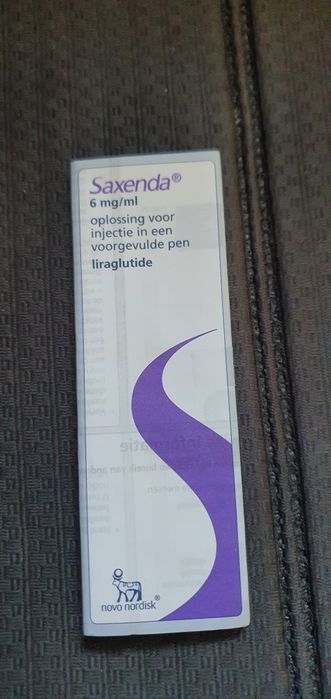 Saxenda®
6 mg/ml
oplossing voor
injectie in een
voorgevulde pen
liraglutide
novo nordisk®